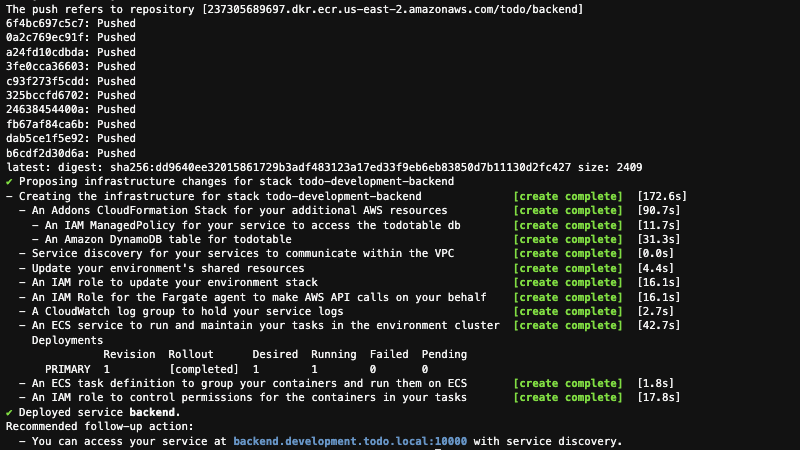 The push refers to repository [237305689697.dkr.ecr.us-east-2.amazonaws.com/todo/backend]
6f4bc697c5c7: Pushed
0a2c769ec91f: Pushed
a24fd10cdbda: Pushed
3fe0cca36603: Pushed
c93f273f5cdd: Pushed
325bccfd6702: Pushed
24638454400a: Pushed
fb67af84ca6b: Pushed
dab5ce1f5e92: Pushed
b6cdf2d30d6a: Pushed
latest: digest: sha256:dd9640ee32015861729b3adf483123a17ed33f9eb6eb83850d7b11130d2fc427 size: 2409
✔ Proposing infrastructure changes for stack todo-development-backend
- Creating the infrastructure for stack todo-development-backend [create complete] [172.6s]
- An Addons CloudFormation Stack for your additional AWS resources [create complete] [90.7s]
- An IAM ManagedPolicy for your service to access the todotable db [create complete] [11.7s]
- An Amazon DynamoDB table for todotable [create complete] [31.3s]
- Service discovery for your services to communicate within the VPC [create complete] [0.0s]
- Update your environment's shared resources [create complete] [4.4s]
- An IAM role to update your environment stack [create complete] [16.1s]
- An IAM Role for the Fargate agent to make AWS API calls on your behalf [create complete] [16.1s]
- A CloudWatch log group to hold your service logs [create complete] [2.7s]
- An ECS service to run and maintain your tasks in the environment cluster [create complete] [42.7s]
Deployments
Revision Rollout Desired Running Failed Pending
PRIMARY 1 [completed] 1 1 0 0
- An ECS task definition to group your containers and run them on ECS [create complete] [1.8s]
- An IAM role to control permissions for the containers in your tasks [create complete] [17.8s]
✔ Deployed service backend.
Recommended follow-up action:
- You can access your service at backend.development.todo.local:10000 with service discovery.